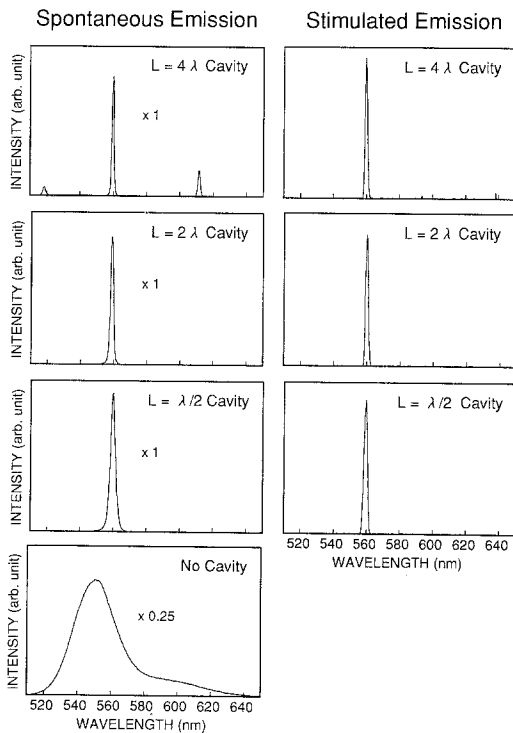 Spontaneous Emission
Stimulated Emission
INTENSITY (arb. unit)
L = 4 λ Cavity
x 1
L = 4 λ Cavity
INTENSITY (arb. unit)
L = 2 λ Cavity
x 1
L = 2 λ Cavity
INTENSITY (arb. unit)
L = λ/2 Cavity
x 1
L = λ/2 Cavity
520 540 560 580 600 620 640
WAVELENGTH (nm)
INTENSITY (arb. unit)
No Cavity
x 0.25
520 540 560 580 600 620 640
WAVELENGTH (nm)